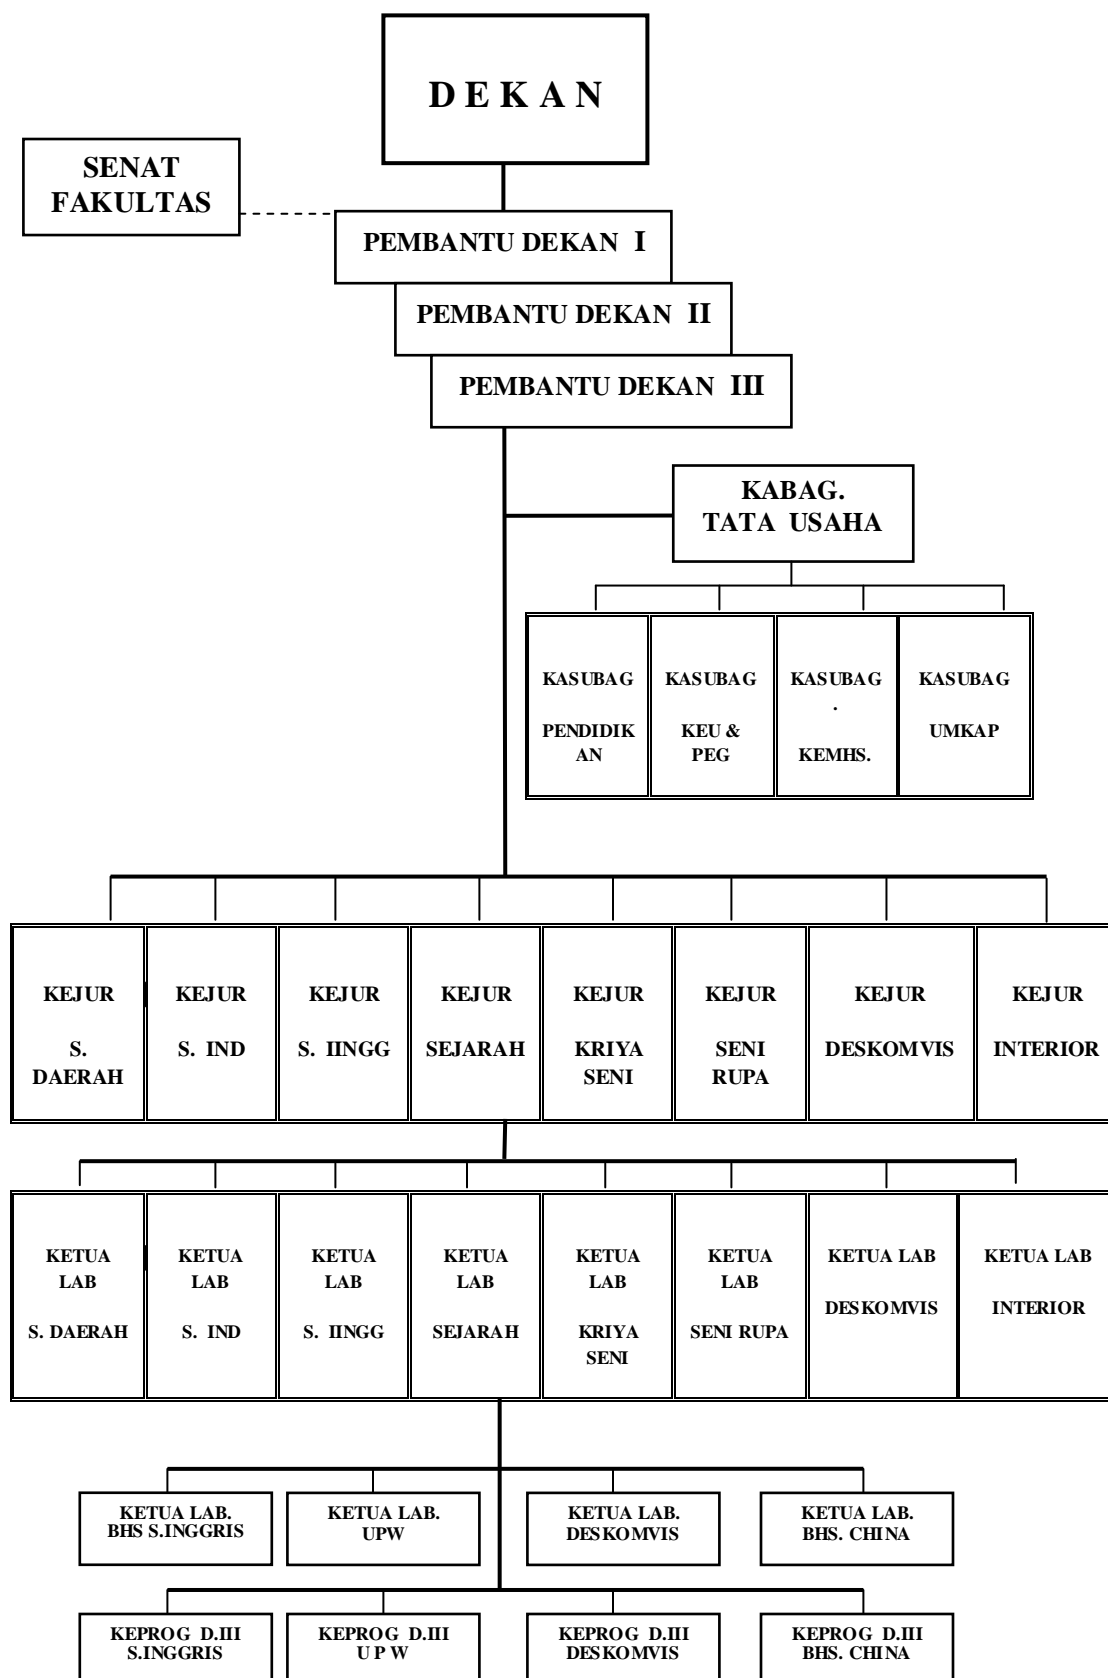 D E K A N
SENAT
FAKULTAS
PEMBANTU DEKAN I
PEMBANTU DEKAN II
PEMBANTU DEKAN III
KABAG.
TATA USAHA
KASUBAG
PENDIDIK
AN
KASUBAG
KEU &
PEG
KASUBAG
.
KEMHS.
KASUBAG
UMKAP
KEJUR
S.
DAERAH
KEJUR
S. IND
KEJUR
S. IINGG
KEJUR
SEJARAH
KEJUR
KRIYA
SENI
KEJUR
SENI
RUPA
KEJUR
DESKOMVIS
KEJUR
INTERIOR
KETUA
LAB
S. DAERAH
KETUA
LAB
S. IND
KETUA
LAB
S. IINGG
KETUA
LAB
SEJARAH
KETUA
LAB
KRIYA
SENI
KETUA
LAB
SENI RUPA
KETUA LAB
DESKOMVIS
KETUA LAB
INTERIOR
KETUA LAB.
BHS S.INGGRIS
KETUA LAB.
UPW
KETUA LAB.
DESKOMVIS
KETUA LAB.
BHS. CHINA
KEPROG D.III
S.INGGRIS
KEPROG D.III
U P W
KEPROG D.III
DESKOMVIS
KEPROG D.III
BHS. CHINA